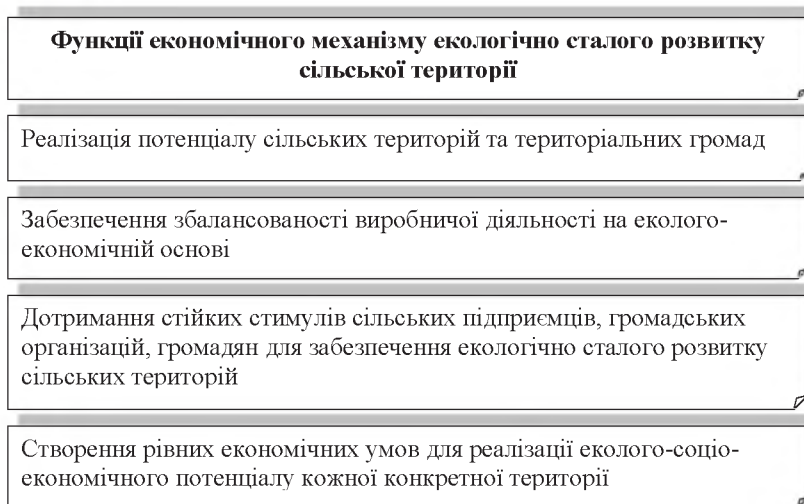 Функції економічного механізму екологічно сталого розвитку
сільської території
Реалізація потенціалу сільських територій та територіальних громад
Забезпечення збалансованості виробничої діяльності на еколого-
економічній основі
Дотримання стійких стимулів сільських підприємців, громадських
організацій, громадян для забезпечення екологічно сталого розвитку
сільських територій
Створення рівних економічних умов для реалізації еколого-соціо-
економічного потенціалу кожної конкретної території